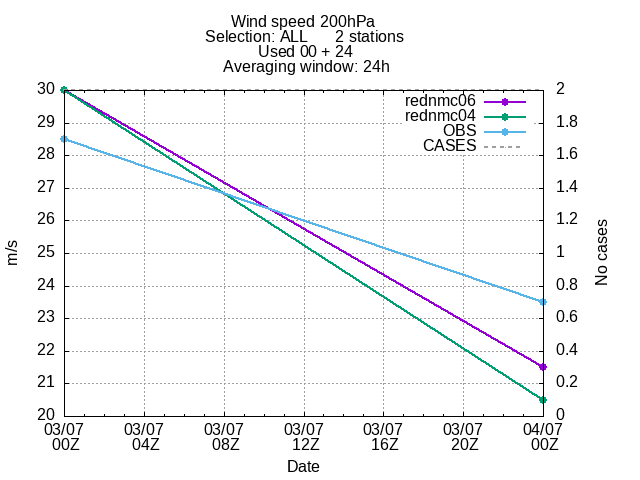 Wind speed 200hPa
Selection: ALL 2 stations
Used 00 + 24
Averaging window: 24h
30 2
rednmc06
rednmc04
OBS
CASES
29 1.8
28 1.6
27 1.4
26 1.2
25 1
24 0.8
23 0.6
22 0.4
21 0.2
20 0
m/s
No cases
03/07 03/07 03/07 03/07 03/07 03/07 04/07
00Z 04Z 08Z 12Z 16Z 20Z 00Z
Date